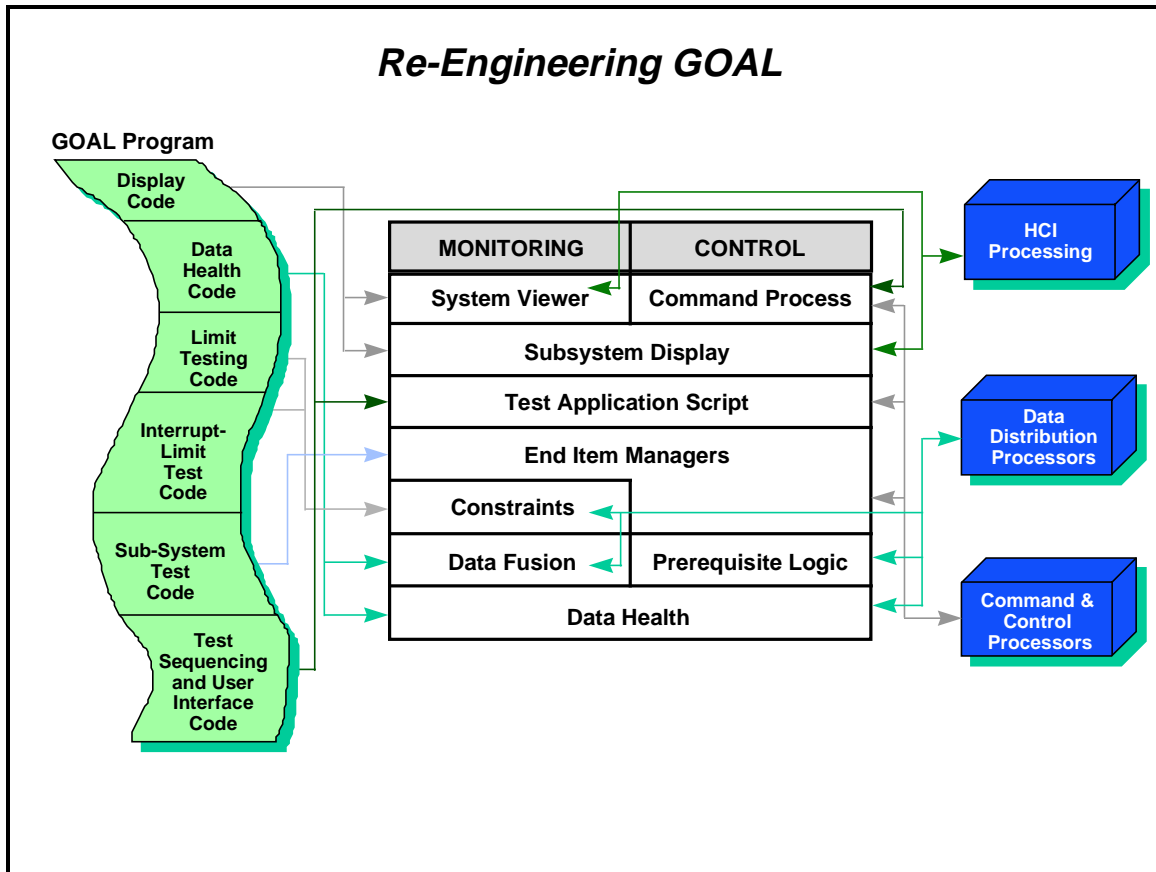 Re-Engineering GOAL
GOAL Program
Display
Code
Data
Health
Code
Limit
Testing
Code
Interrupt-
Limit
Test
Code
Sub-System
Test
Code
Test
Sequencing
and User
Interface
Code
MONITORING
CONTROL
System Viewer
Command Process
Subsystem Display
Test Application Script
End Item Managers
Constraints
Data Fusion
Prerequisite Logic
Data Health
HCI
Processing
Data
Distribution
Processors
Command &
Control
Processors